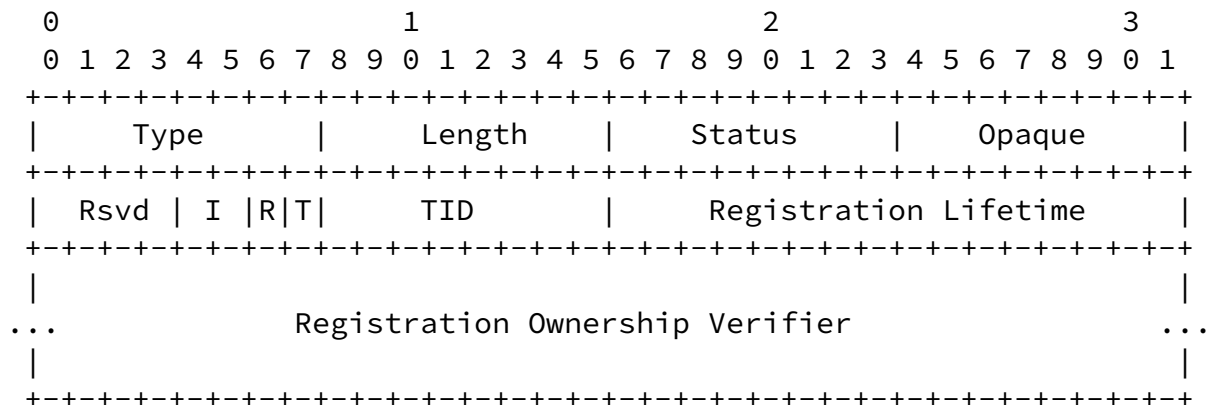 0                   1                   2                   3
 0 1 2 3 4 5 6 7 8 9 0 1 2 3 4 5 6 7 8 9 0 1 2 3 4 5 6 7 8 9 0 1
+-+-+-+-+-+-+-+-+-+-+-+-+-+-+-+-+-+-+-+-+-+-+-+-+-+-+-+-+-+-+-+-+
|     Type      |     Length    |    Status     |    Opaque     |
+-+-+-+-+-+-+-+-+-+-+-+-+-+-+-+-+-+-+-+-+-+-+-+-+-+-+-+-+-+-+-+-+
|  Rsvd | I |R|T|     TID       |     Registration Lifetime     |
+-+-+-+-+-+-+-+-+-+-+-+-+-+-+-+-+-+-+-+-+-+-+-+-+-+-+-+-+-+-+-+-+
|                                                               |
...             Registration Ownership Verifier                 ...
|                                                               |
+-+-+-+-+-+-+-+-+-+-+-+-+-+-+-+-+-+-+-+-+-+-+-+-+-+-+-+-+-+-+-+-+